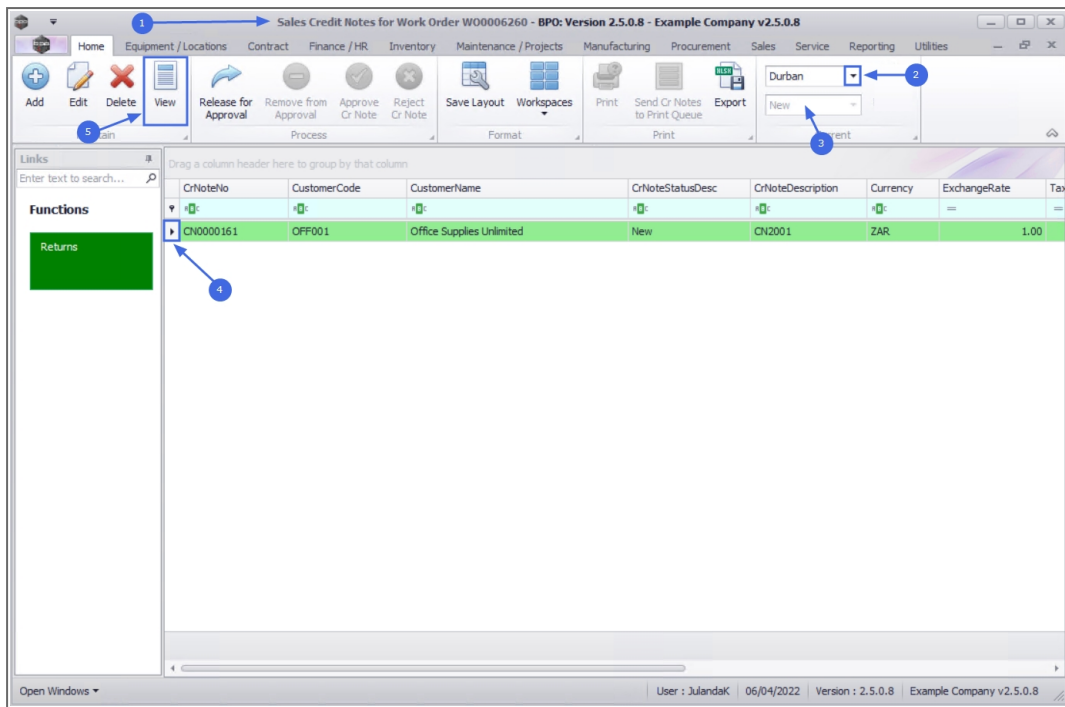 1
Sales Credit Notes for Work Order WO0006260 - BPO: Version 2.5.0.8 - Example Company v2.5.0.8
Home Equipment / Locations Contract Finance / HR Inventory Maintenance / Projects Manufacturing Procurement Sales Service Reporting Utilities
Add Edit Delete View Release for Approval Remove from Approval Approve Cr Note Reject Cr Note Save Layout Workspaces Print Send Cr Notes to Print Queue Export
XLSX
Durban
2
New
3
5
Process Format Print
Links
Enter text to search...
Drag a column header here to group by that column
CrNoteNo CustomerCode CustomerName CrNoteStatusDesc CrNoteDescription Currency ExchangeRate Tax
Functions
= =
CN0000161 OFF001 Office Supplies Unlimited New CN2001 ZAR 1.00
Returns
4
Open Windows User : JulandaK 06/04/2022 Version : 2.5.0.8 Example Company v2.5.0.8